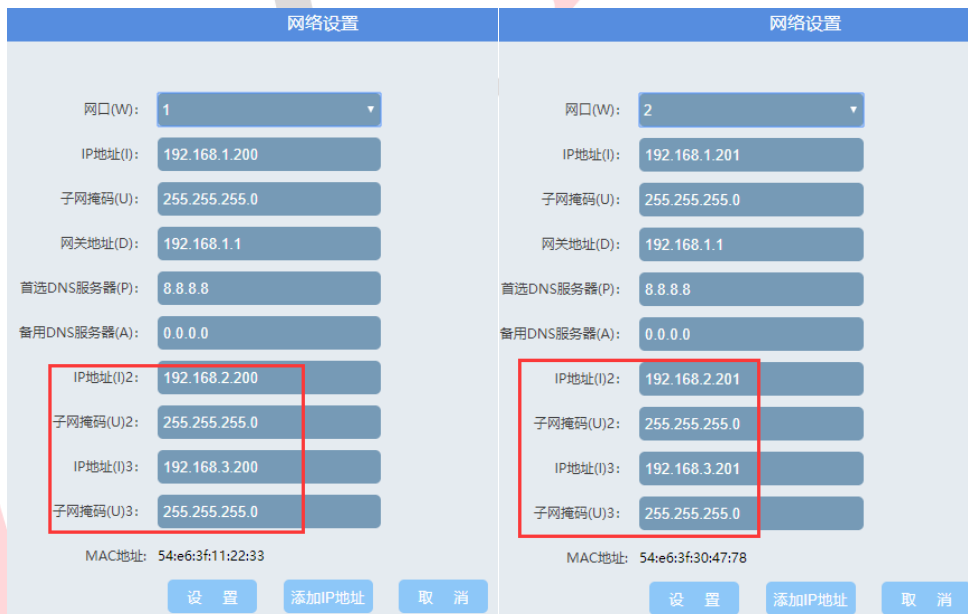 网络设置
网口(W): 1
IP地址(I): 192.168.1.200
子网掩码(U): 255.255.255.0
网关地址(D): 192.168.1.1
首选DNS服务器(P): 8.8.8.8
备用DNS服务器(A): 0.0.0.0
IP地址(I)2: 192.168.2.200
子网掩码(U)2: 255.255.255.0
IP地址(I)3: 192.168.3.200
子网掩码(U)3: 255.255.255.0
MAC地址: 54:e6:3f:11:22:33
设 置 添加IP地址 取 消
网络设置
网口(W): 2
IP地址(I): 192.168.1.201
子网掩码(U): 255.255.255.0
网关地址(D): 192.168.1.1
首选DNS服务器(P): 8.8.8.8
备用DNS服务器(A): 0.0.0.0
IP地址(I)2: 192.168.2.201
子网掩码(U)2: 255.255.255.0
IP地址(I)3: 192.168.3.201
子网掩码(U)3: 255.255.255.0
MAC地址: 54:e6:3f:30:47:78
设 置 添加IP地址 取 消